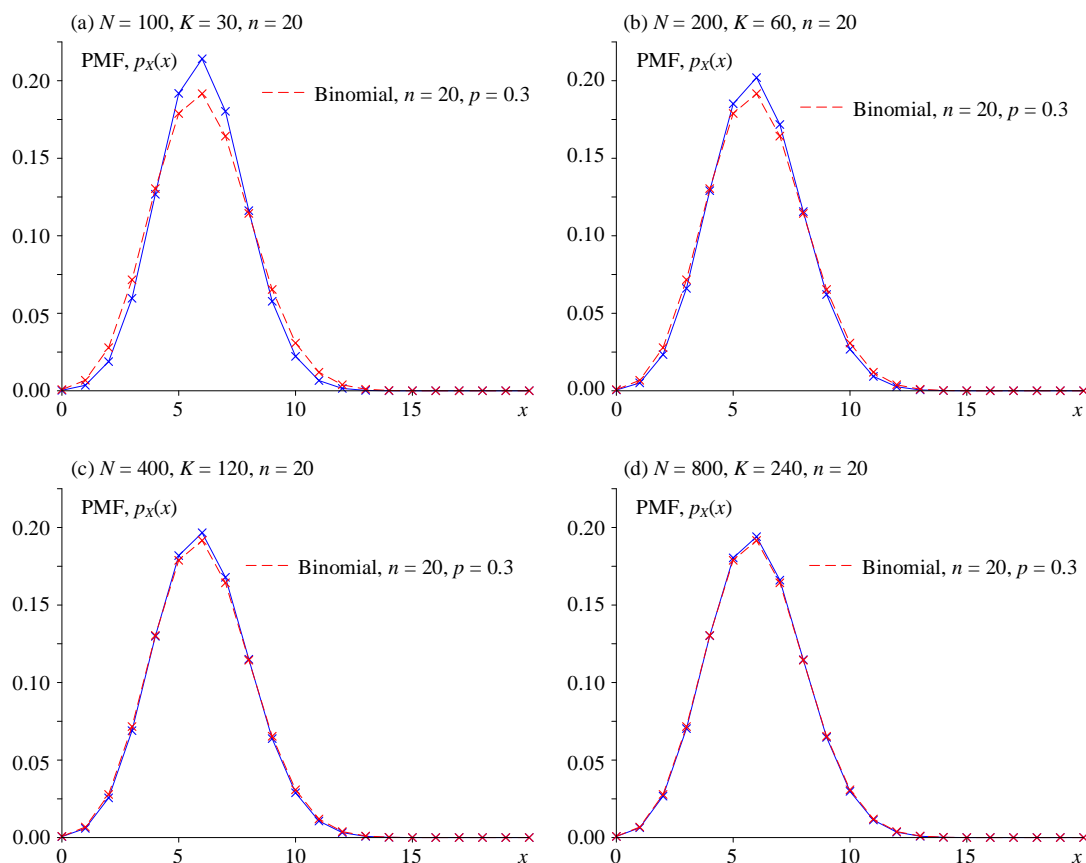 (a) N = 100, K = 30, n = 20
PMF, pX(x)
0.20
Binomial, n = 20, p = 0.3
0.15
0.10
0.05
0.00
0 5 10 15 x
(b) N = 200, K = 60, n = 20
PMF, pX(x)
0.20
Binomial, n = 20, p = 0.3
0.15
0.10
0.05
0.00
0 5 10 15 x
(c) N = 400, K = 120, n = 20
PMF, pX(x)
0.20
Binomial, n = 20, p = 0.3
0.15
0.10
0.05
0.00
0 5 10 15 x
(d) N = 800, K = 240, n = 20
PMF, pX(x)
0.20
Binomial, n = 20, p = 0.3
0.15
0.10
0.05
0.00
0 5 10 15 x